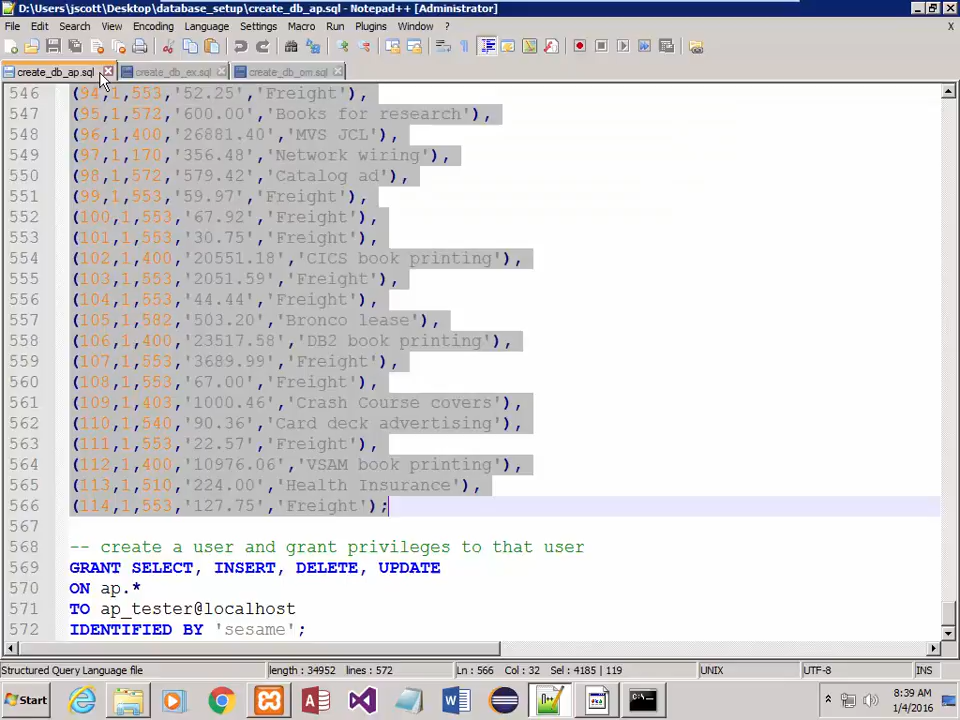 D:\Users\jscott\Desktop\database_setup\create_db_ap.sql - Notepad++ [Administrator]
File Edit Search View Encoding Language Settings Macro Run Plugins Window ? X
create_db_ap.sql create_db_ex.sql create_db_om.sql
546 (94,1,553,'52.25','Freight'),
547 (95,1,572,'600.00','Books for research'),
548 (96,1,400,'26881.40','MVS JCL'),
549 (97,1,170,'356.48','Network wiring'),
550 (98,1,572,'579.42','Catalog ad'),
551 (99,1,553,'59.97','Freight'),
552 (100,1,553,'67.92','Freight'),
553 (101,1,553,'30.75','Freight'),
554 (102,1,400,'20551.18','CICS book printing'),
555 (103,1,553,'2051.59','Freight'),
556 (104,1,553,'44.44','Freight'),
557 (105,1,582,'503.20','Bronco lease'),
558 (106,1,400,'23517.58','DB2 book printing'),
559 (107,1,553,'3689.99','Freight'),
560 (108,1,553,'67.00','Freight'),
561 (109,1,403,'1000.46','Crash Course covers'),
562 (110,1,540,'90.36','Card deck advertising'),
563 (111,1,553,'22.57','Freight'),
564 (112,1,400,'10976.06','VSAM book printing'),
565 (113,1,510,'224.00','Health Insurance'),
566 (114,1,553,'127.75','Freight');
567
568 -- create a user and grant privileges to that user
569 GRANT SELECT, INSERT, DELETE, UPDATE
570 ON ap.*
571 TO ap_tester@localhost
572 IDENTIFIED BY 'sesame';
Structured Query Language file length : 34952 lines : 572 Ln : 566 Col : 32 Sel : 4185 | 119 UNIX UTF-8 INS
Start 8:39 AM
1/4/2016